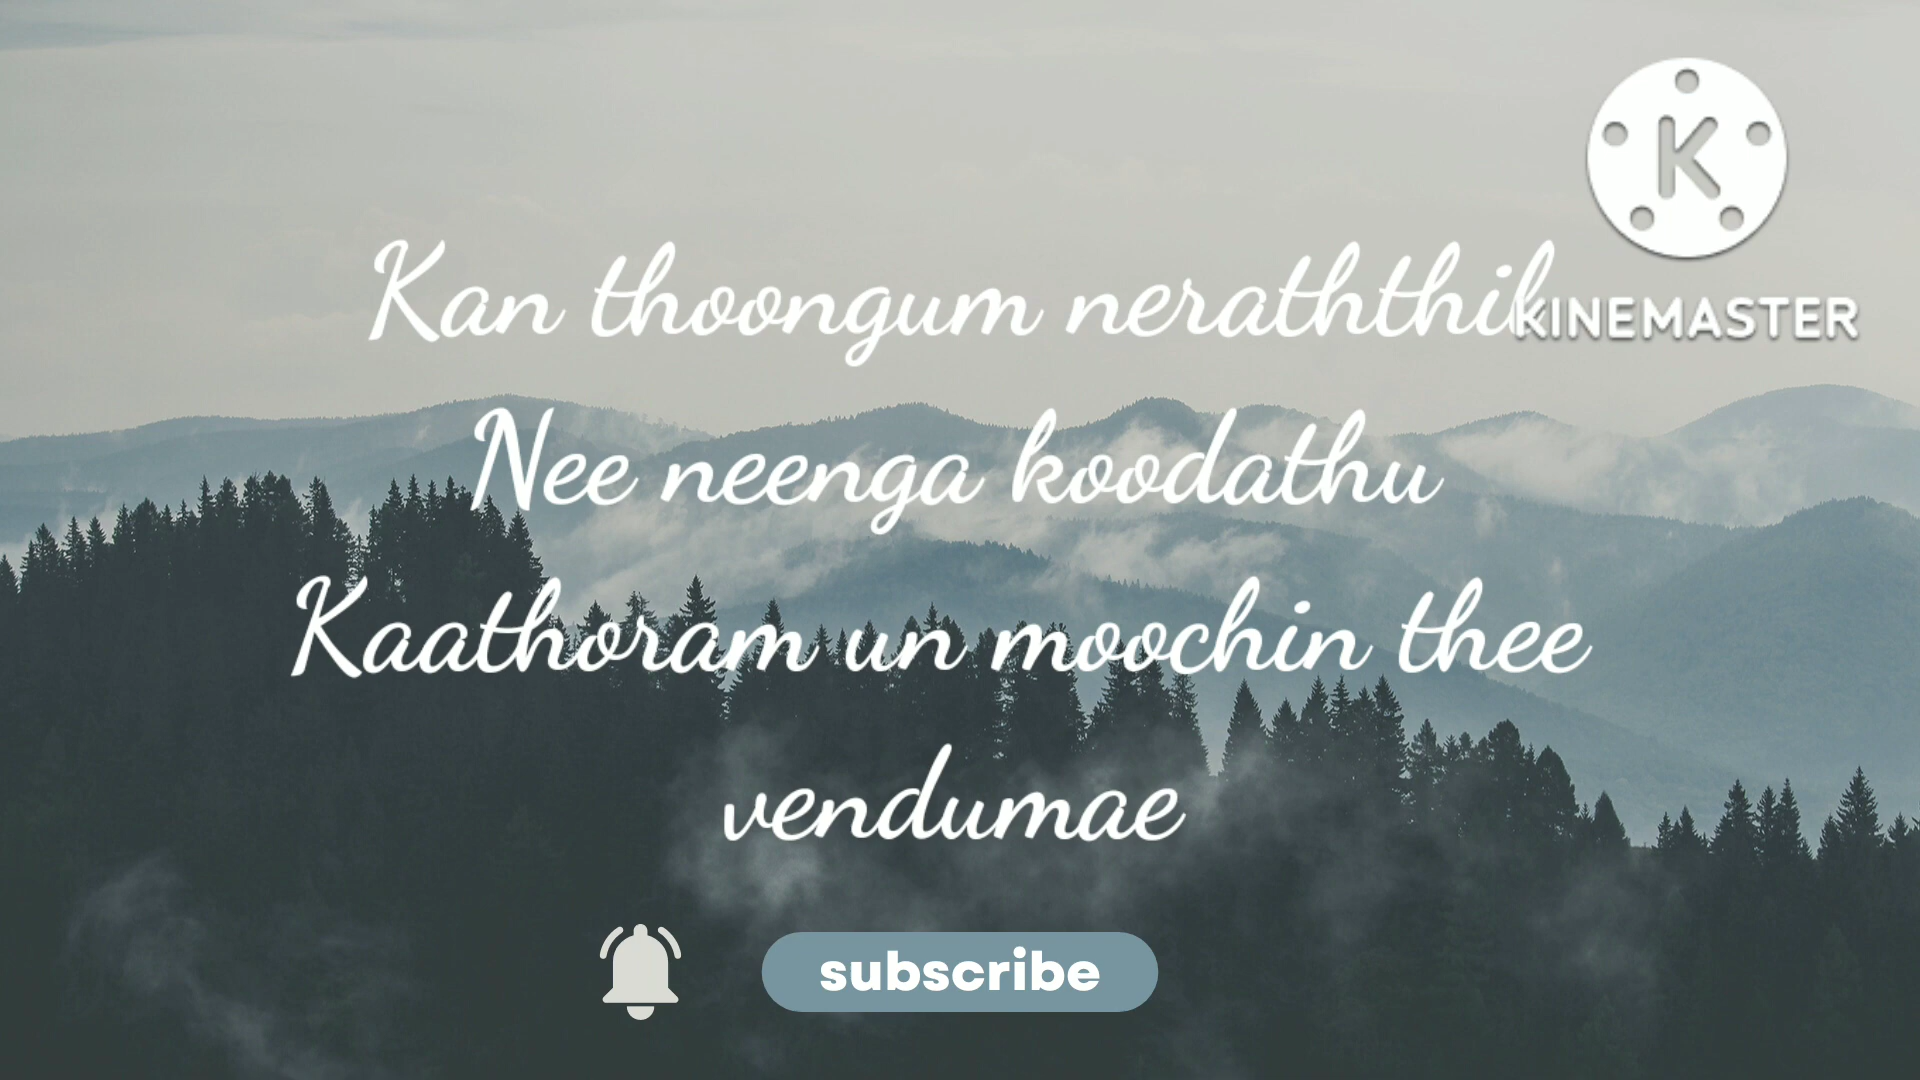 K
KINEMASTER
Kan thoongum neraththil
Nee neenga koodathu
Kaathoram un moochin thee
vendumae
subscribe